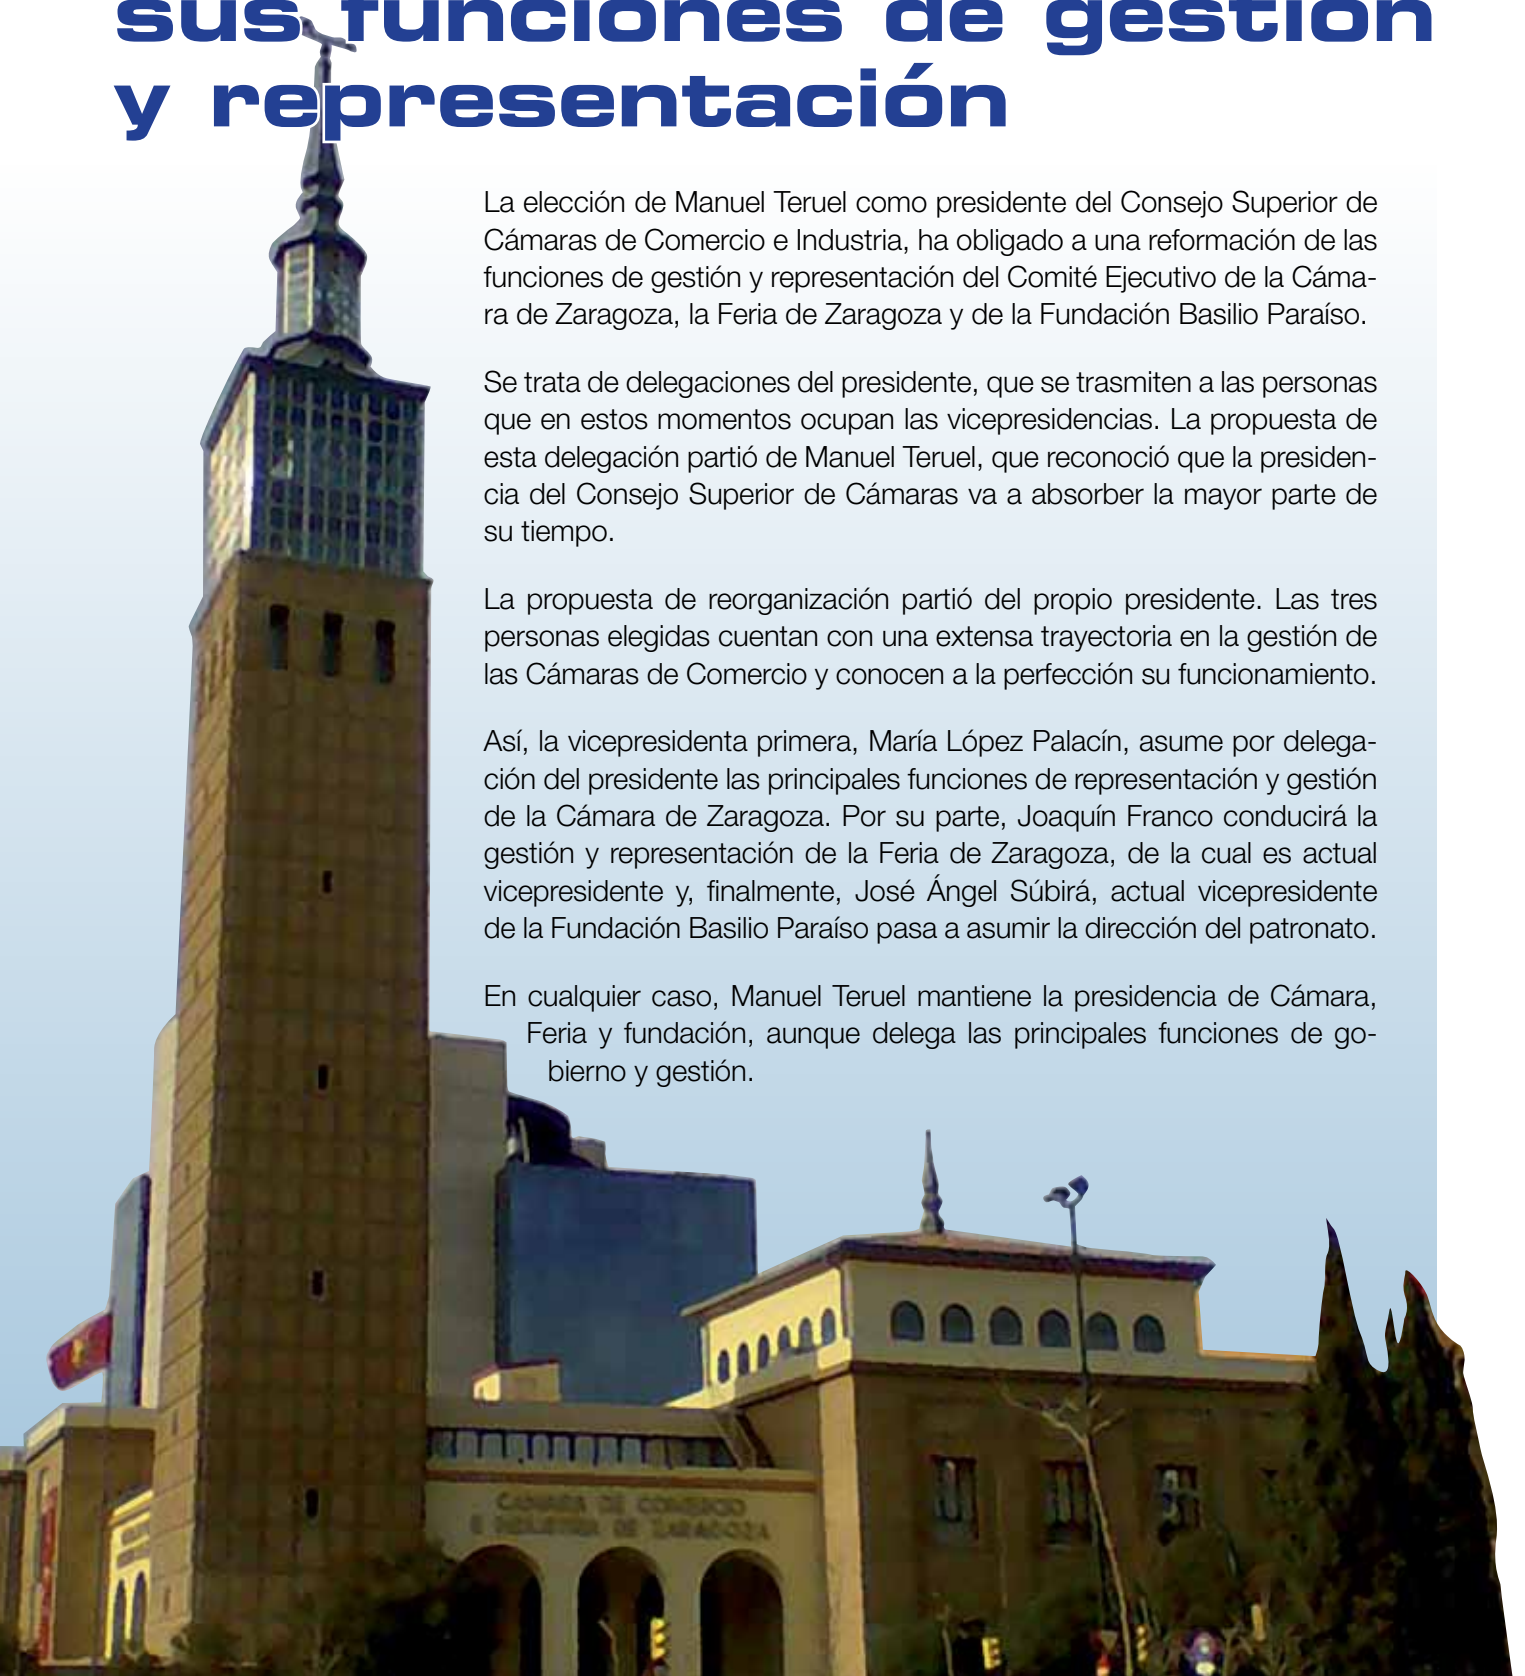 sus funciones de gestión
y representación
La elección de Manuel Teruel como presidente del Consejo Superior de
Cámaras de Comercio e Industria, ha obligado a una reformación de las
funciones de gestión y representación del Comité Ejecutivo de la Cáma-
ra de Zaragoza, la Feria de Zaragoza y de la Fundación Basilio Paraíso.
Se trata de delegaciones del presidente, que se trasmiten a las personas
que en estos momentos ocupan las vicepresidencias. La propuesta de
esta delegación partió de Manuel Teruel, que reconoció que la presiden-
cia del Consejo Superior de Cámaras va a absorber la mayor parte de
su tiempo.
La propuesta de reorganización partió del propio presidente. Las tres
personas elegidas cuentan con una extensa trayectoria en la gestión de
las Cámaras de Comercio y conocen a la perfección su funcionamiento.
Así, la vicepresidenta primera, María López Palacín, asume por delega-
ción del presidente las principales funciones de representación y gestión
de la Cámara de Zaragoza. Por su parte, Joaquín Franco conducirá la
gestión y representación de la Feria de Zaragoza, de la cual es actual
vicepresidente y, finalmente, José Ángel Súbirá, actual vicepresidente
de la Fundación Basilio Paraíso pasa a asumir la dirección del patronato.
En cualquier caso, Manuel Teruel mantiene la presidencia de Cámara,
Feria y fundación, aunque delega las principales funciones de go-
bierno y gestión.
CAMARA DE COMERCIO
E INDUSTRIA DE ZARAGOZA